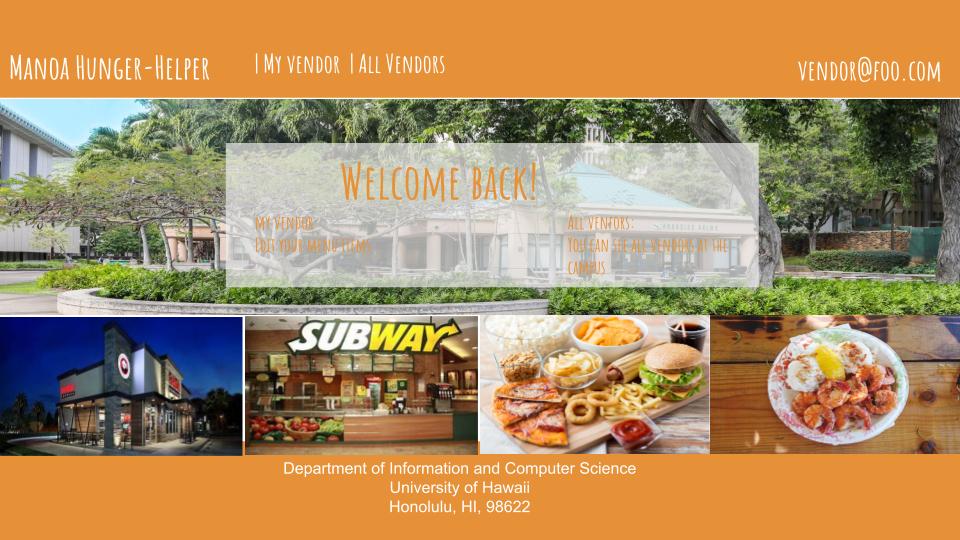 Manoa Hunger-Helper | My vendor | All Vendors vendor@foo.com
Welcome back!
My vendor
Edit your menu items
All venfors:
You can see all vendors at the
campus
SUBWAY
Department of Information and Computer Science
University of Hawaii
Honolulu, HI, 98622